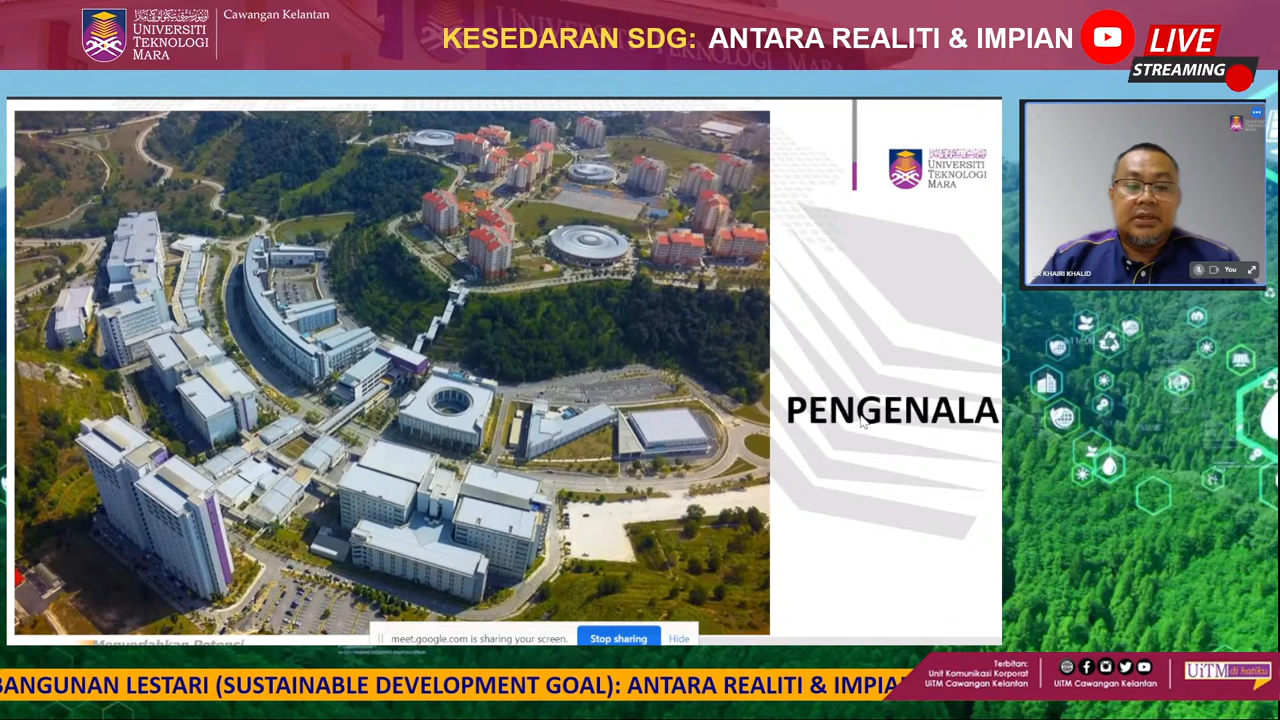 UNIVERSITI
TEKNOLOGI
MARA
Cawangan Kelantan
KESEDARAN SDG: ANTARA REALITI & IMPIAN
LIVE
STREAMING
UNIVERSITI
TEKNOLOGI
MARA
PENGENALA
KHAIRI KHALID
You
Menyerlahkan Potensi
meet.google.com is sharing your screen.
Stop sharing
Hide
BANGUNAN LESTARI (SUSTAINABLE DEVELOPMENT GOAL): ANTARA REALITI & IMPIA
Terbitan:
Unit Komunikasi Korporat
UiTM Cawangan Kelantan
UiTM Cawangan Kelantan
UiTM di hatiku